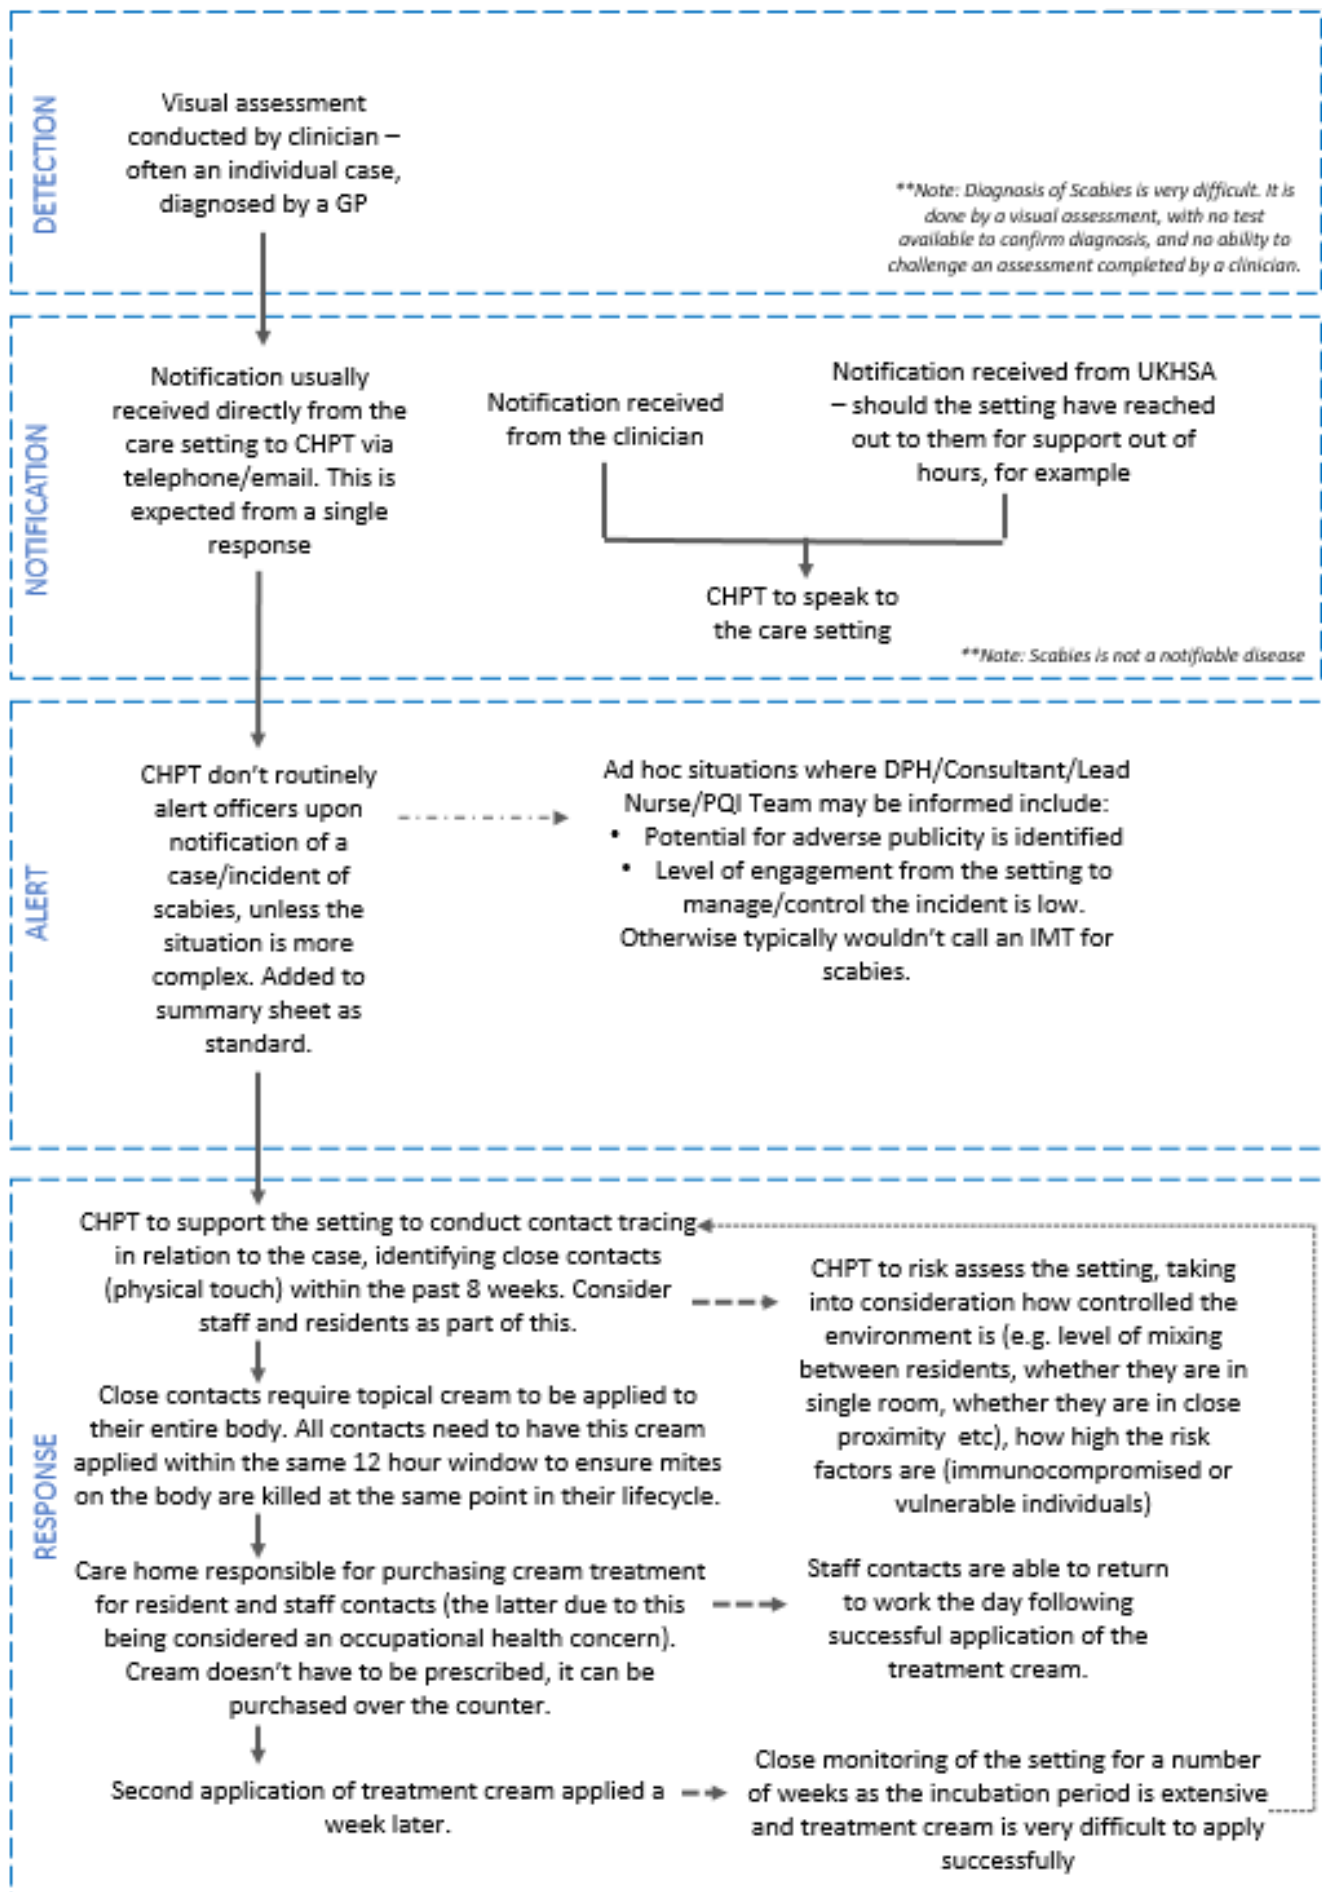 DETECTION
Visual assessment
conducted by clinician –
often an individual case,
diagnosed by a GP
**Note: Diagnosis of Scabies is very difficult. It is
done by a visual assessment, with no test
available to confirm diagnosis, and no ability to
challenge an assessment completed by a clinician.
NOTIFICATION
Notification usually
received directly from the
care setting to CHPT via
telephone/email. This is
expected from a single
response
Notification received
from the clinician
Notification received from UKHSA
– should the setting have reached
out to them for support out of
hours, for example
CHPT to speak to
the care setting
**Note: Scabies is not a notifiable disease
ALERT
CHPT don't routinely
alert officers upon
notification of a
case/incident of
scabies, unless the
situation is more
complex. Added to
summary sheet as
standard.
Ad hoc situations where DPH/Consultant/Lead
Nurse/PQI Team may be informed include:
• Potential for adverse publicity is identified
• Level of engagement from the setting to
manage/control the incident is low.
Otherwise typically wouldn't call an IMT for
scabies.
RESPONSE
CHPT to support the setting to conduct contact tracing
in relation to the case, identifying close contacts
(physical touch) within the past 8 weeks. Consider
staff and residents as part of this.
CHPT to risk assess the setting, taking
into consideration how controlled the
environment is (e.g. level of mixing
between residents, whether they are in
single room, whether they are in close
proximity etc), how high the risk
factors are (immunocompromised or
vulnerable individuals)
Close contacts require topical cream to be applied to
their entire body. All contacts need to have this cream
applied within the same 12 hour window to ensure mites
on the body are killed at the same point in their lifecycle.
Care home responsible for purchasing cream treatment
for resident and staff contacts (the latter due to this
being considered an occupational health concern).
Cream doesn't have to be prescribed, it can be
purchased over the counter.
Staff contacts are able to return
to work the day following
successful application of the
treatment cream.
Second application of treatment cream applied a
week later.
Close monitoring of the setting for a number
of weeks as the incubation period is extensive
and treatment cream is very difficult to apply
successfully